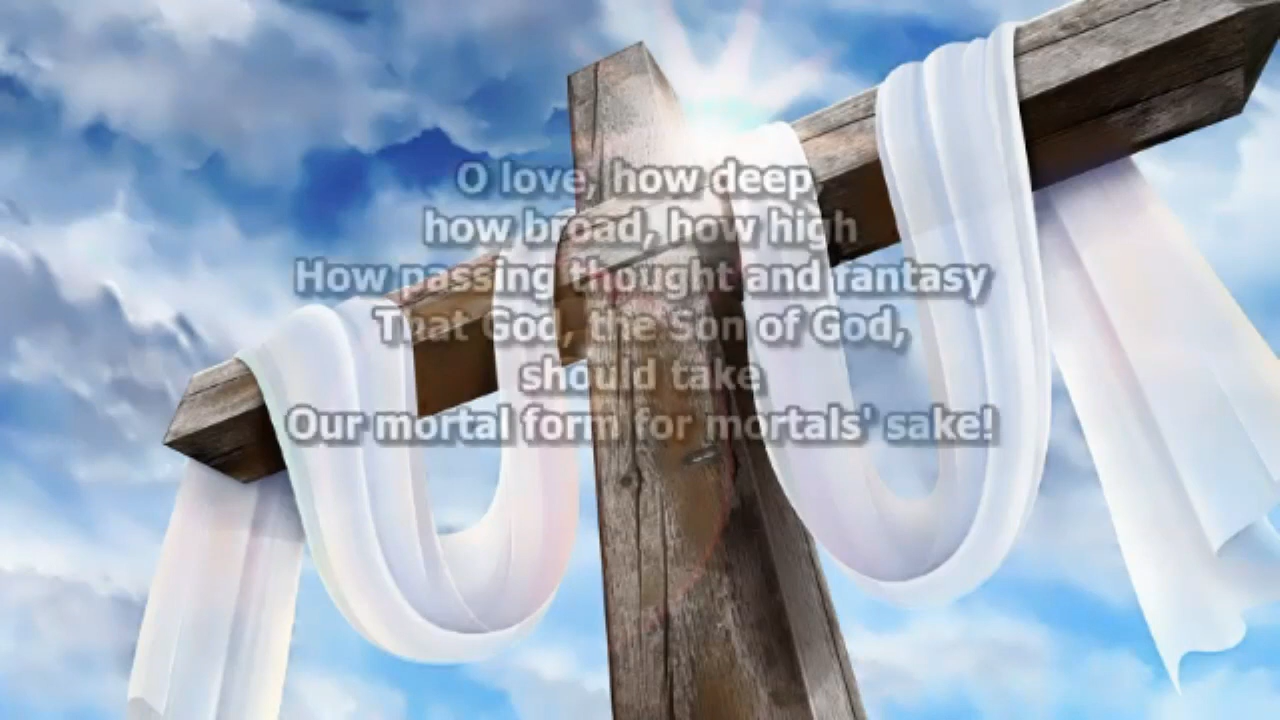 O love, how deep
how broad, how high
How passing thought and fantasy
That God, the Son of God,
should take
Our mortal form for mortals' sake!